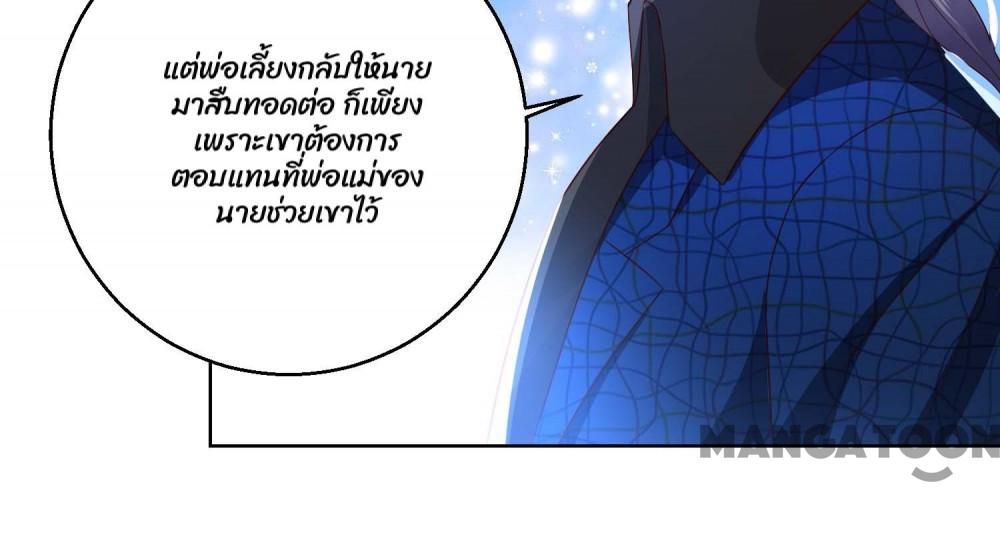 แต่พ่อเลี้ยงกลับให้นาย
มาสืบทอดต่อ ก็เพียง
เพราะเขาต้องการ
ตอบแทนที่พ่อแม่ของ
นายช่วยเขาไว้
MANGATOON